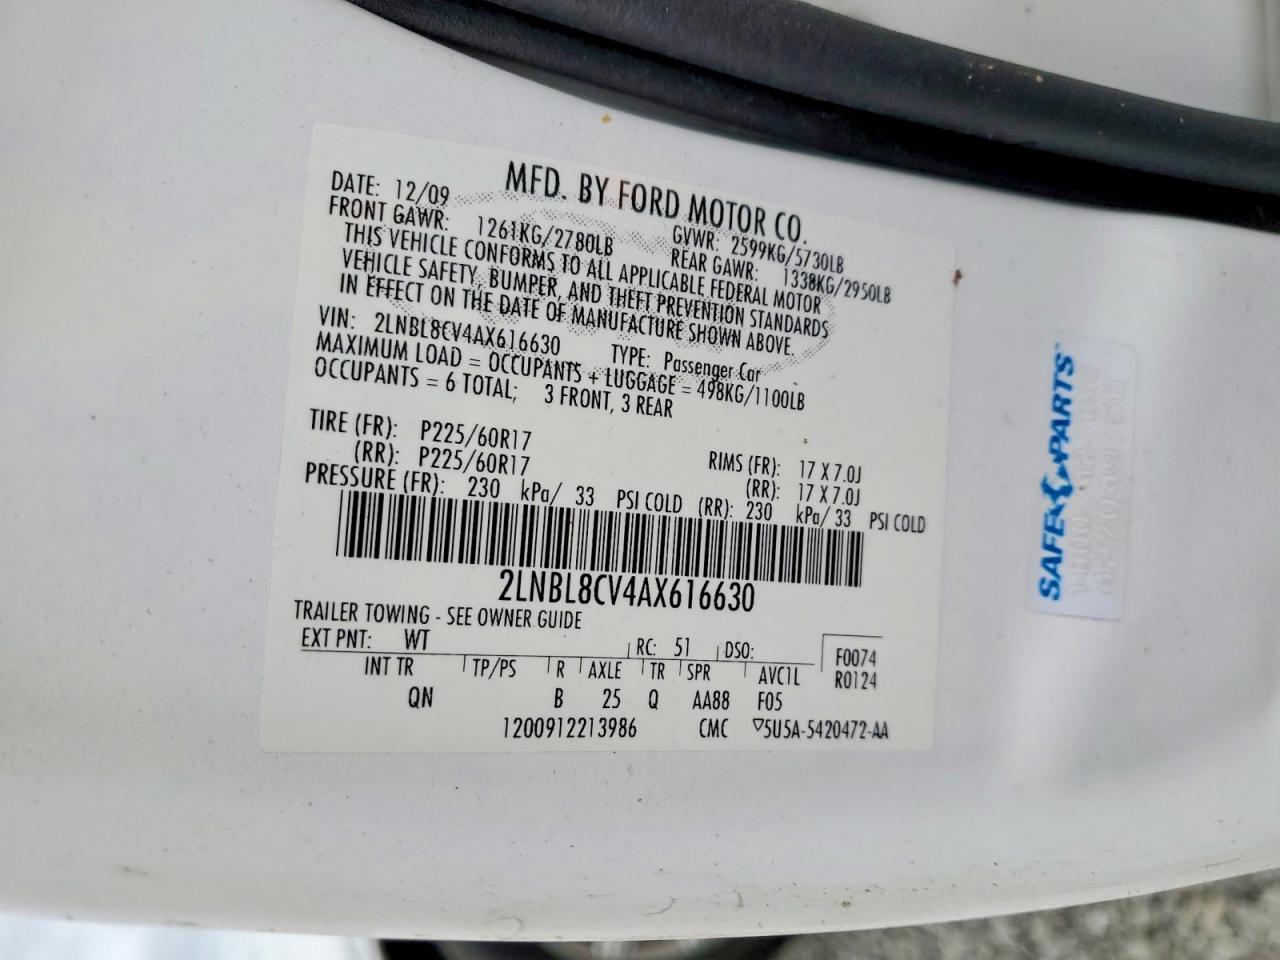 MFD. BY FORD MOTOR CO.
DATE: 12/09 GVWR: 2599KG/5730LB
FRONT GAWR: 1261KG/2780LB REAR GAWR: 1338KG/2950LB
THIS VEHICLE CONFORMS TO ALL APPLICABLE FEDERAL MOTOR
VEHICLE SAFETY, BUMPER, AND THEFT PREVENTION STANDARDS
IN EFFECT ON THE DATE OF MANUFACTURE SHOWN ABOVE.
VIN: 2LNBL8CV4AX616630 TYPE: Passenger Car
MAXIMUM LOAD = OCCUPANTS + LUGGAGE = 498KG/1100LB
OCCUPANTS = 6 TOTAL; 3 FRONT, 3 REAR
TIRE (FR): P225/60R17 RIMS (FR): 17 X 7.0J
(RR): P225/60R17 (RR): 17 X 7.0J
PRESSURE (FR): 230 kPa/ 33 PSI COLD (RR): 230 kPa/ 33 PSI COLD
2LNBL8CV4AX616630
TRAILER TOWING - SEE OWNER GUIDE
EXT PNT: WT RC: 51 DSO: F0074
INT TR TP/PS R AXLE TR SPR AVC1L R0124
QN B 25 Q AA88 F05
1200912213986 CMC ▽5U5A-5420472-AA
SAFE PARTS™